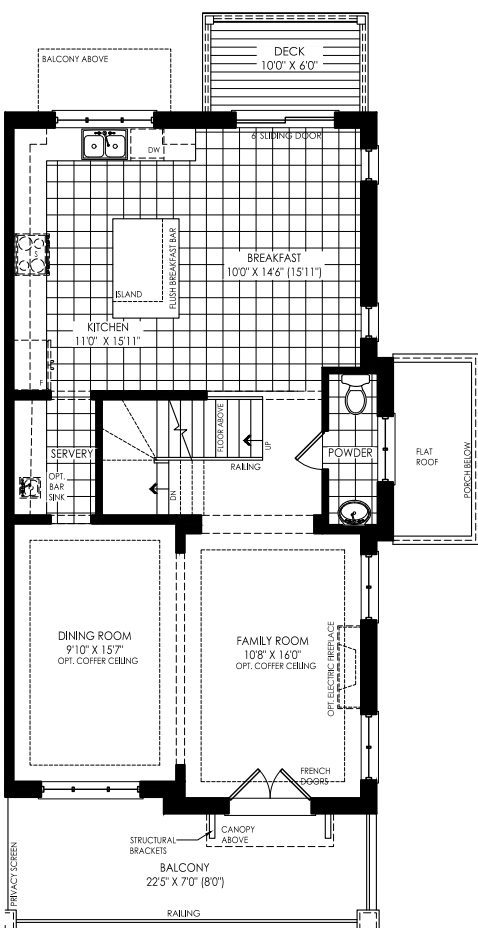 DECK
10'0" X 6'0"
BALCONY ABOVE
6' SLIDING DOOR
DW
S
FLUSH BREAKFAST BAR
BREAKFAST
10'0" X 14'6" (15'11")
ISLAND
KITCHEN
11'0" X 15'11"
F
FLOOR ABOVE
UP
RAILING
DN
SERVERY
OPT.
BAR
SINK
POWDER
FLAT
ROOF
PORCH BELOW
DINING ROOM
9'10" X 15'7"
OPT. COFFER CEILING
FAMILY ROOM
10'8" X 16'0"
OPT. COFFER CEILING
OPT. ELECTRIC FIREPLACE
FRENCH
DOORS
STRUCTURAL
BRACKETS
CANOPY
ABOVE
PRIVACY SCREEN
BALCONY
22'5" X 7'0" (8'0")
RAILING